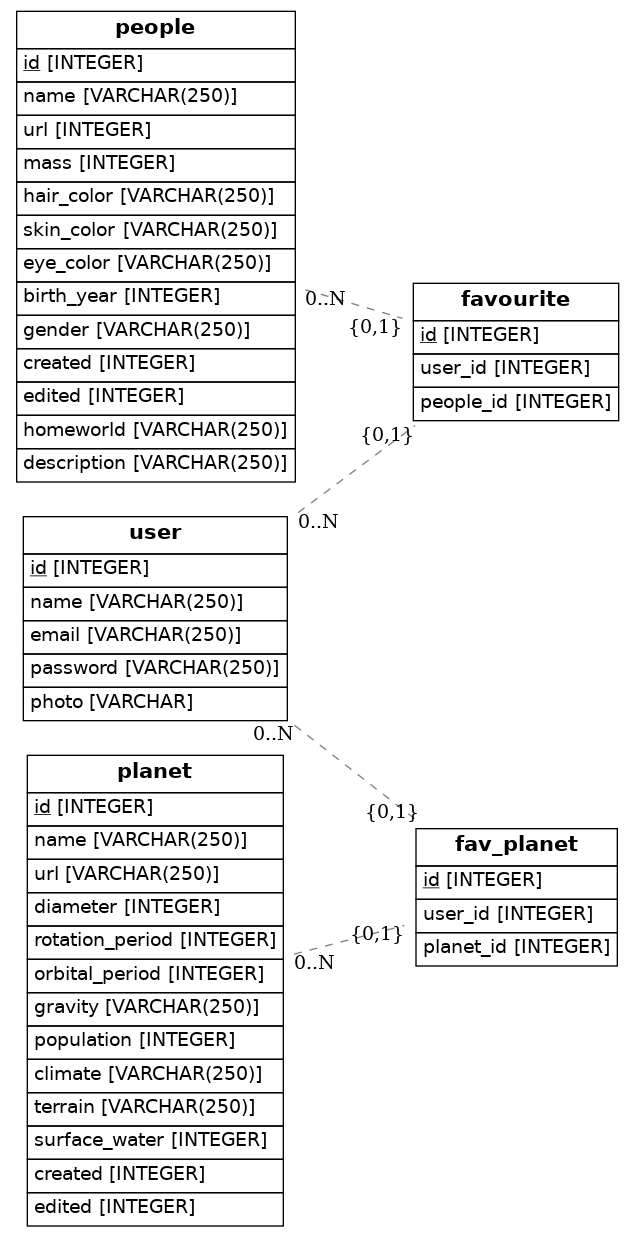 people
id [INTEGER]
name [VARCHAR(250)]
url [INTEGER]
mass [INTEGER]
hair_color [VARCHAR(250)]
skin_color [VARCHAR(250)]
eye_color [VARCHAR(250)]
birth_year [INTEGER]
gender [VARCHAR(250)]
created [INTEGER]
edited [INTEGER]
homeworld [VARCHAR(250)]
description [VARCHAR(250)]
0..N
{0,1}
favourite
id [INTEGER]
user_id [INTEGER]
people_id [INTEGER]
{0,1}
0..N
user
id [INTEGER]
name [VARCHAR(250)]
email [VARCHAR(250)]
password [VARCHAR(250)]
photo [VARCHAR]
0..N
{0,1}
planet
id [INTEGER]
name [VARCHAR(250)]
url [VARCHAR(250)]
diameter [INTEGER]
rotation_period [INTEGER]
orbital_period [INTEGER]
gravity [VARCHAR(250)]
population [INTEGER]
climate [VARCHAR(250)]
terrain [VARCHAR(250)]
surface_water [INTEGER]
created [INTEGER]
edited [INTEGER]
fav_planet
id [INTEGER]
user_id [INTEGER]
planet_id [INTEGER]
{0,1}
0..N